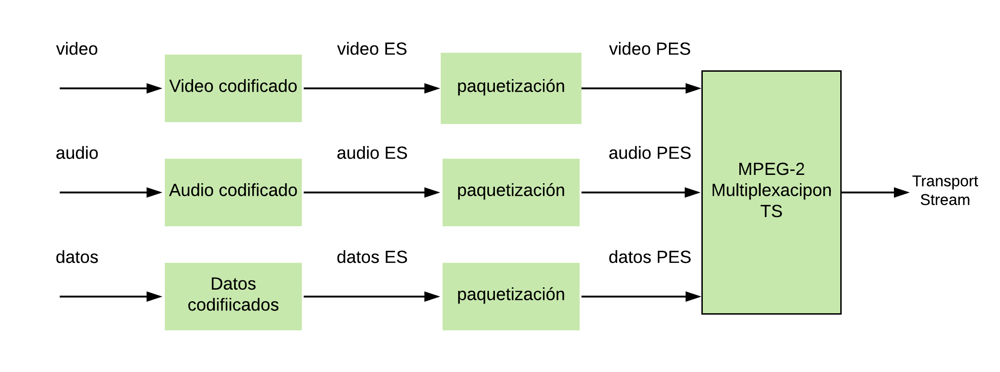 video
video ES
video PES
Video codificado
paquetización
audio
audio ES
audio PES
Audio codificado
paquetización
MPEG-2
Multiplexacipon
TS
Transport
Stream
datos
datos ES
datos PES
Datos
codifiicados
paquetización